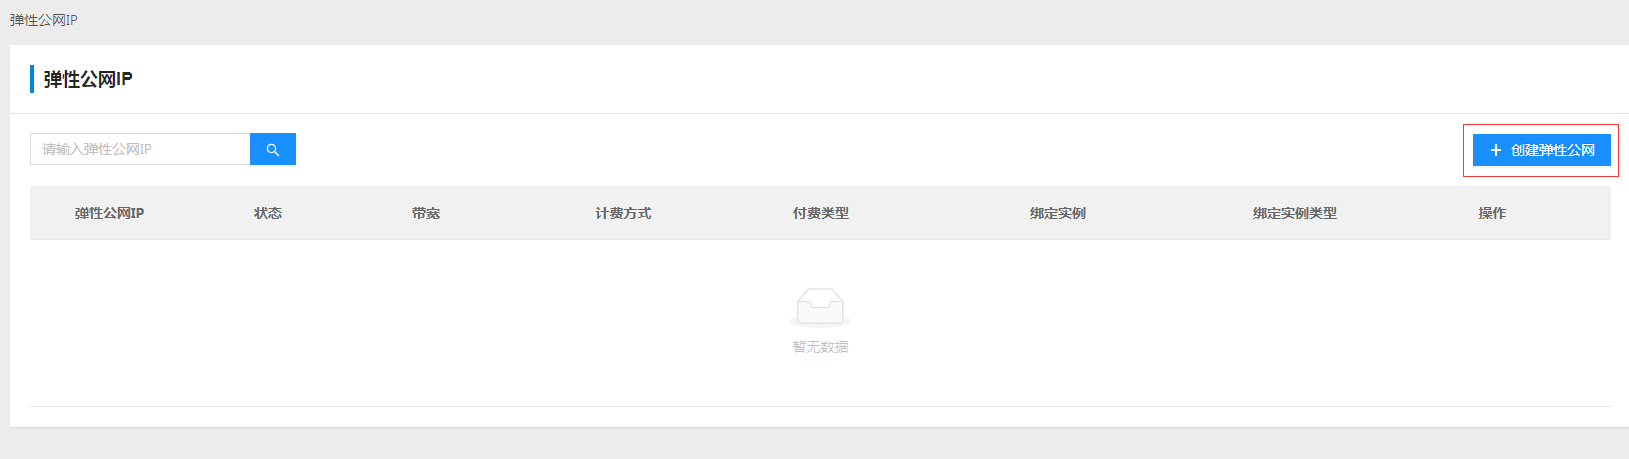 弹性公网IP
弹性公网IP
请输入弹性公网IP
+ 创建弹性公网
弹性公网IP 状态 带宽 计费方式 付费类型 绑定实例 绑定实例类型 操作
暂无数据